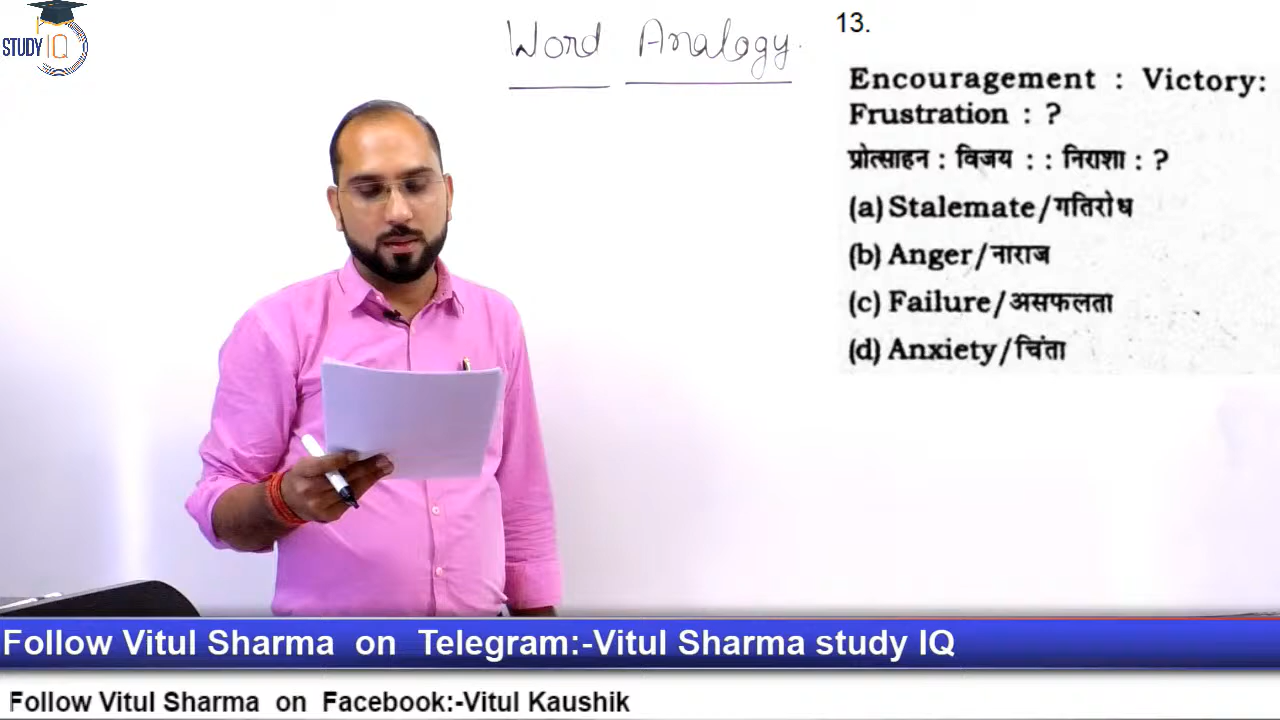 STUDY IQ
Word Analogy.
13.
Encouragement : Victory:
Frustration : ?
प्रोत्साहन : विजय : : निराशा : ?
(a) Stalemate/गतिरोध
(b) Anger/नाराज
(c) Failure/असफलता
(d) Anxiety/चिंता
Follow Vitul Sharma on Telegram:-Vitul Sharma study IQ
Follow Vitul Sharma on Facebook:-Vitul Kaushik